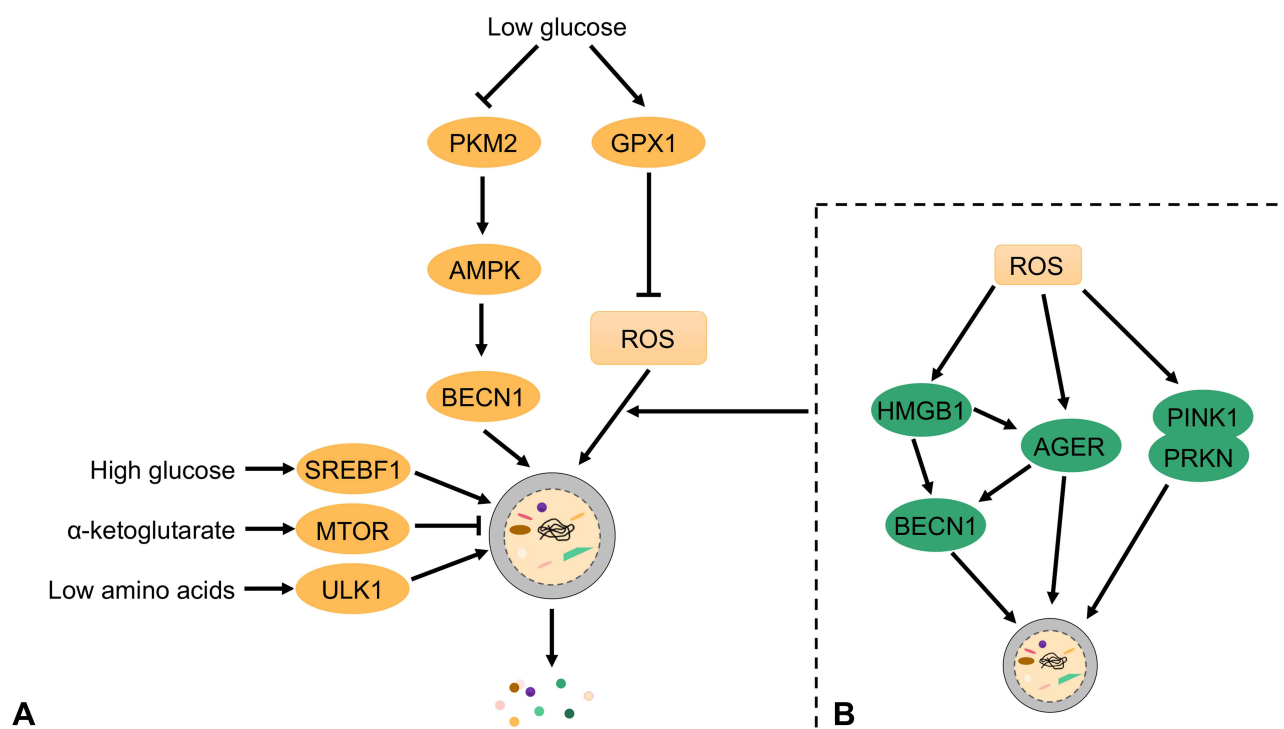 Low glucose
PKM2
GPX1
AMPK
ROS
BECN1
High glucose
SREBF1
α-ketoglutarate
MTOR
Low amino acids
ULK1
A
ROS
HMGB1
AGER
PINK1
PRKN
BECN1
B